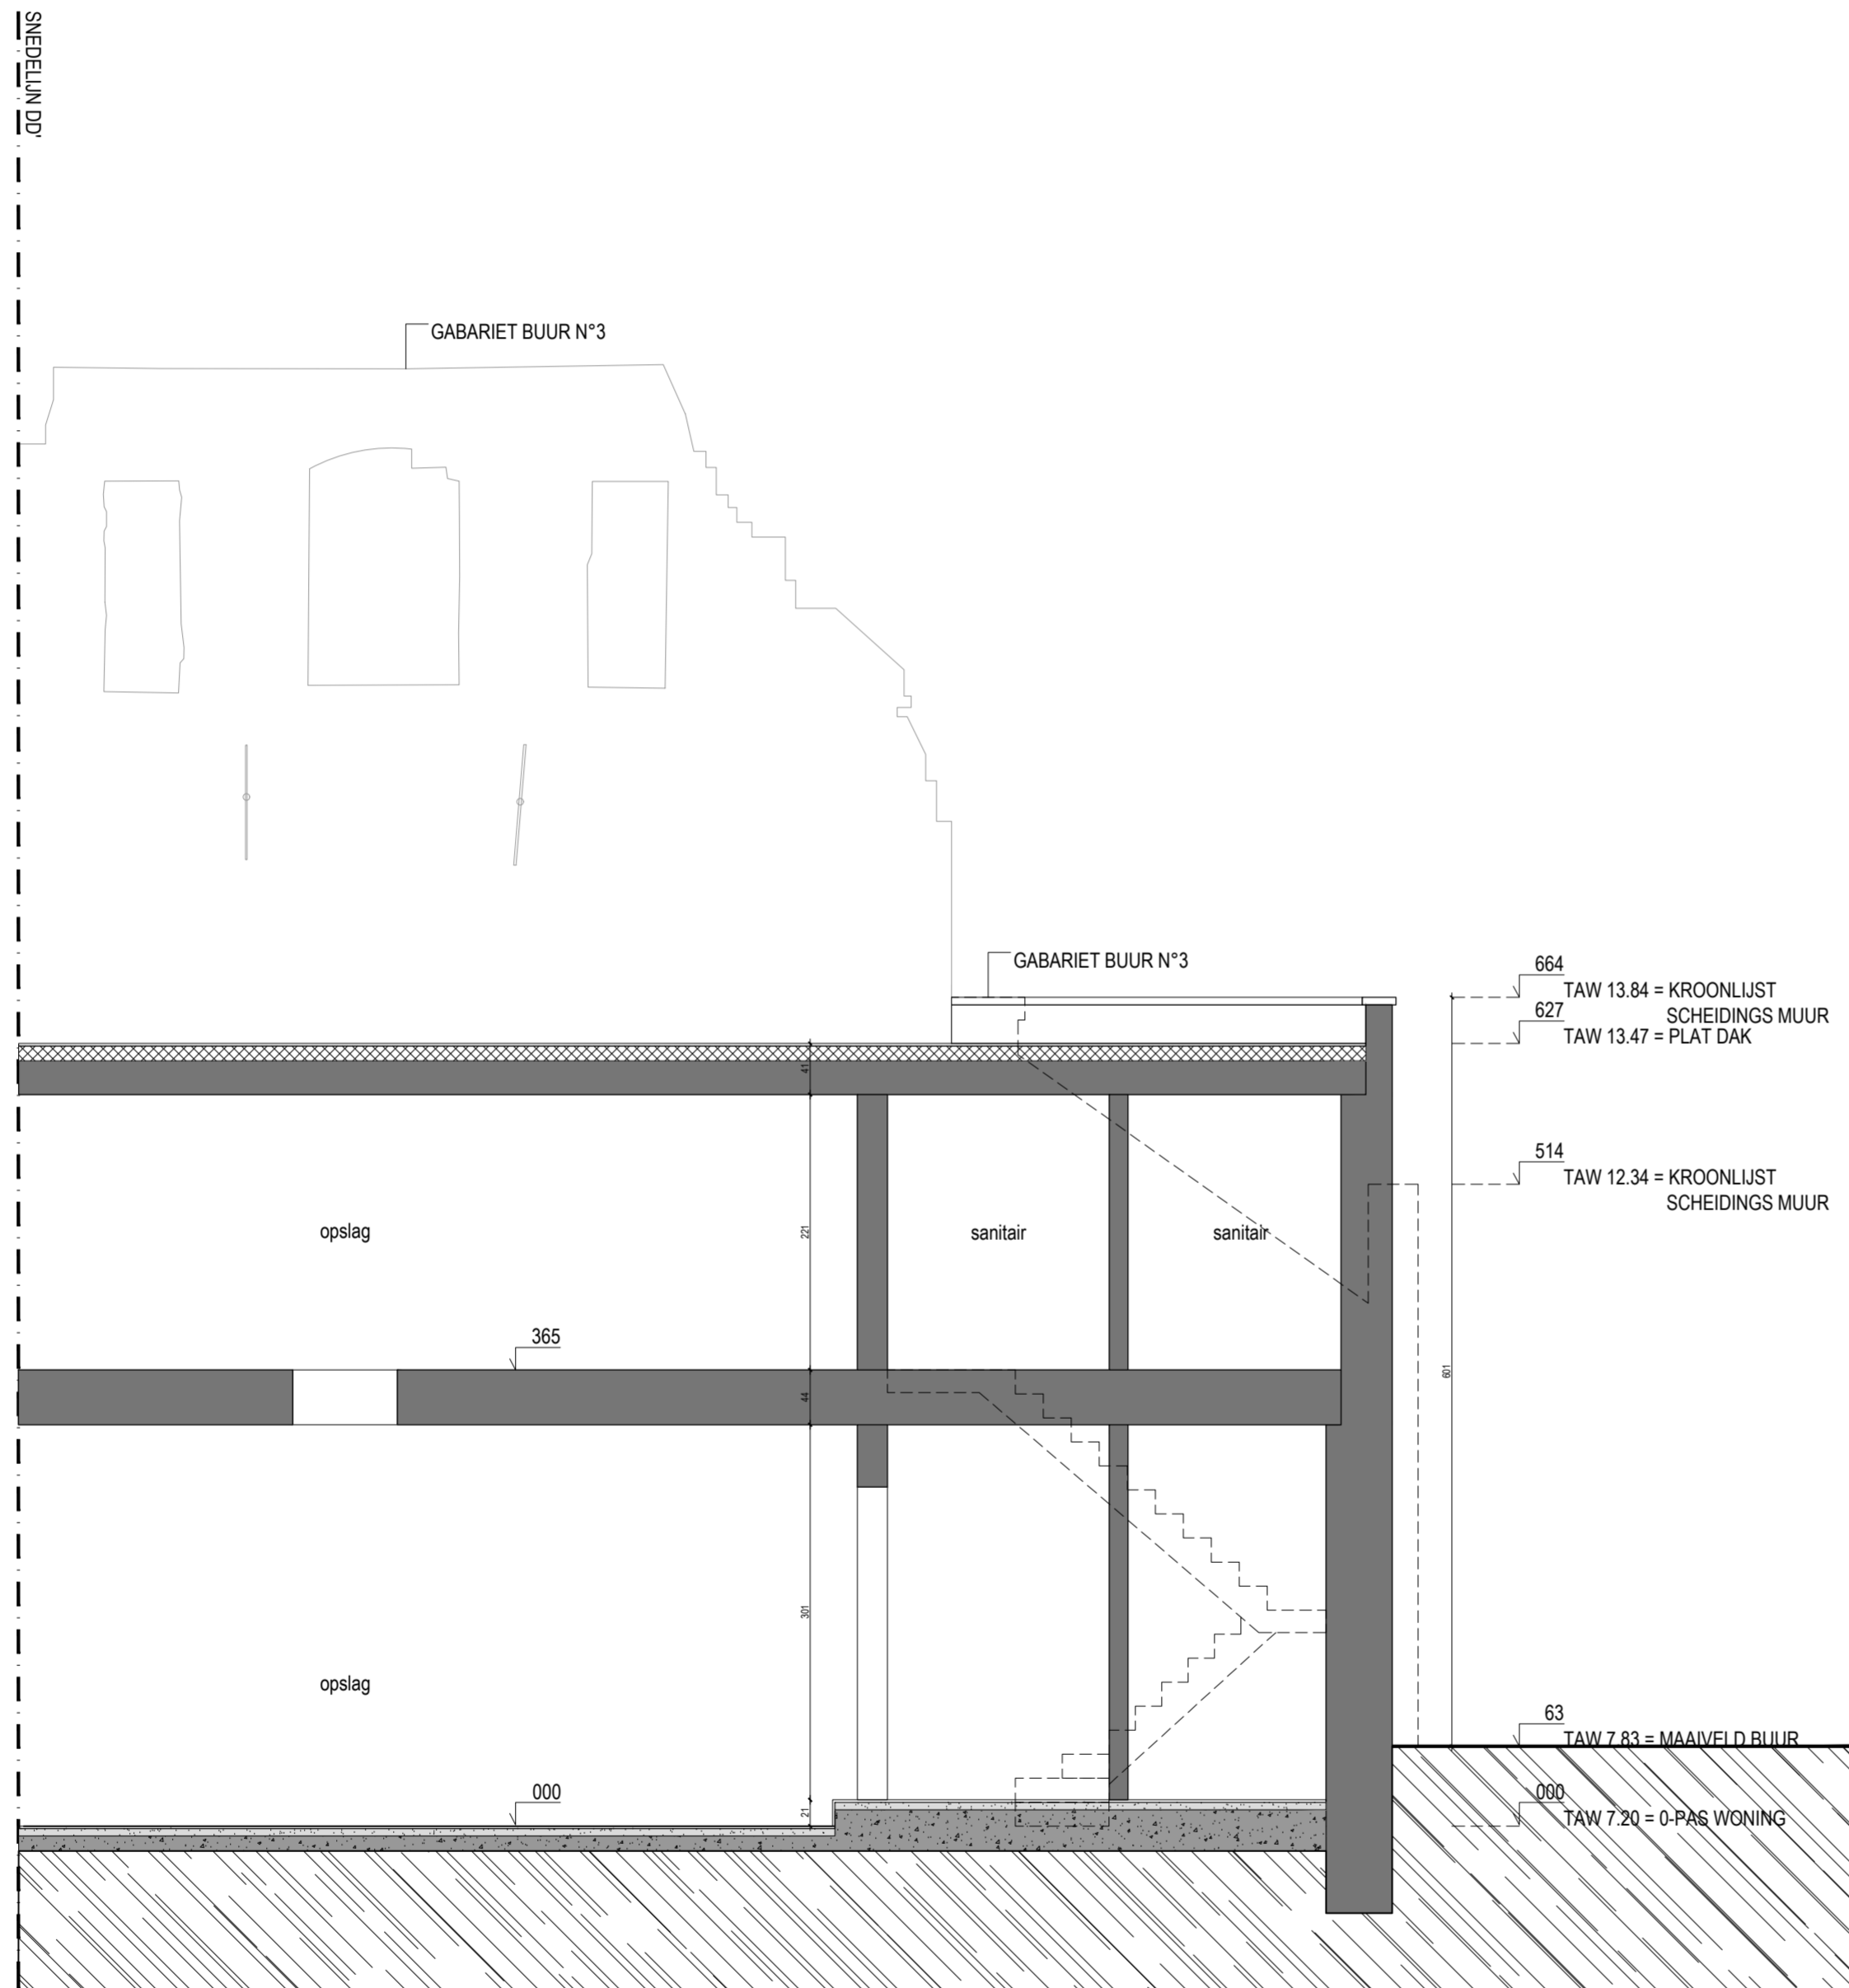 SNEDELIJN DD'
GABARIET BUUR N°3
GABARIET BUUR N°3
664
TAW 13.84 = KROONLIJST
SCHEIDINGS MUUR
627
TAW 13.47 = PLAT DAK
41
514
TAW 12.34 = KROONLIJST
SCHEIDINGS MUUR
opslag
221
sanitair
sanitair
365
44
601
301
opslag
63
TAW 7.83 = MAAIVELD BUUR
000
21
000
TAW 7.20 = 0-PAS WONING